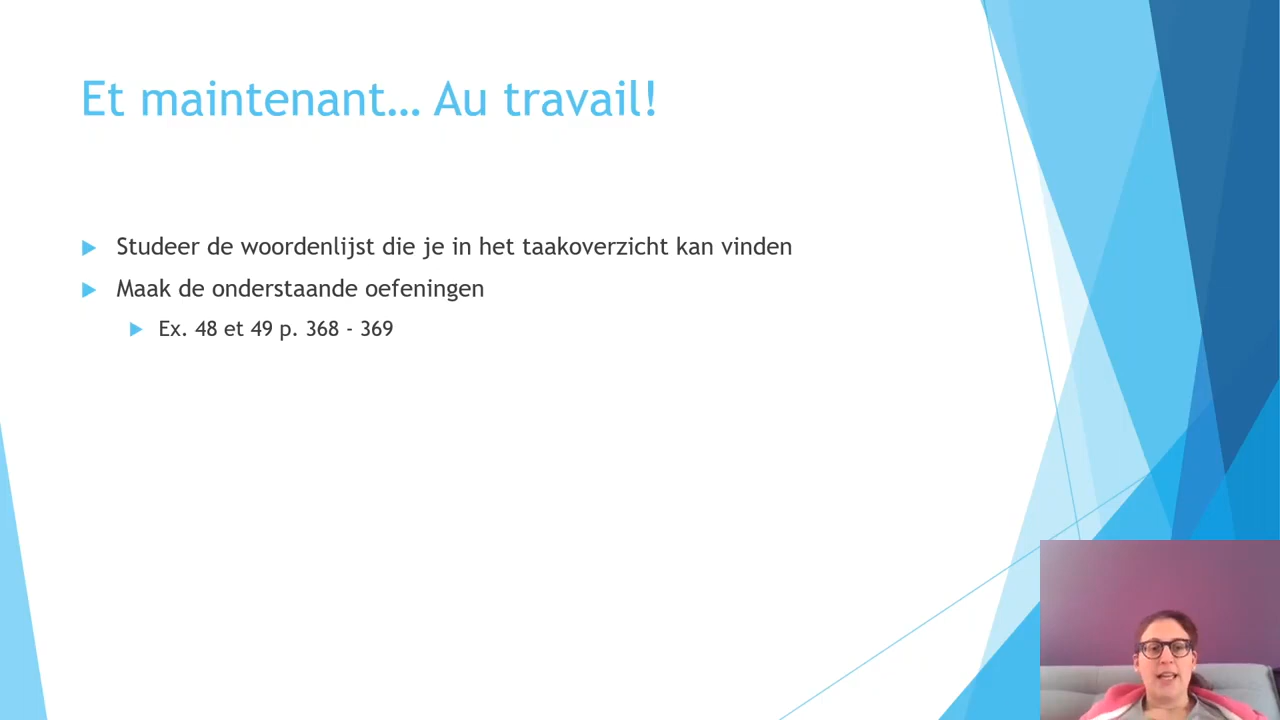 Et maintenant… Au travail!
Studeer de woordenlijst die je in het taakoverzicht kan vinden
Maak de onderstaande oefeningen
Ex. 48 et 49 p. 368 - 369